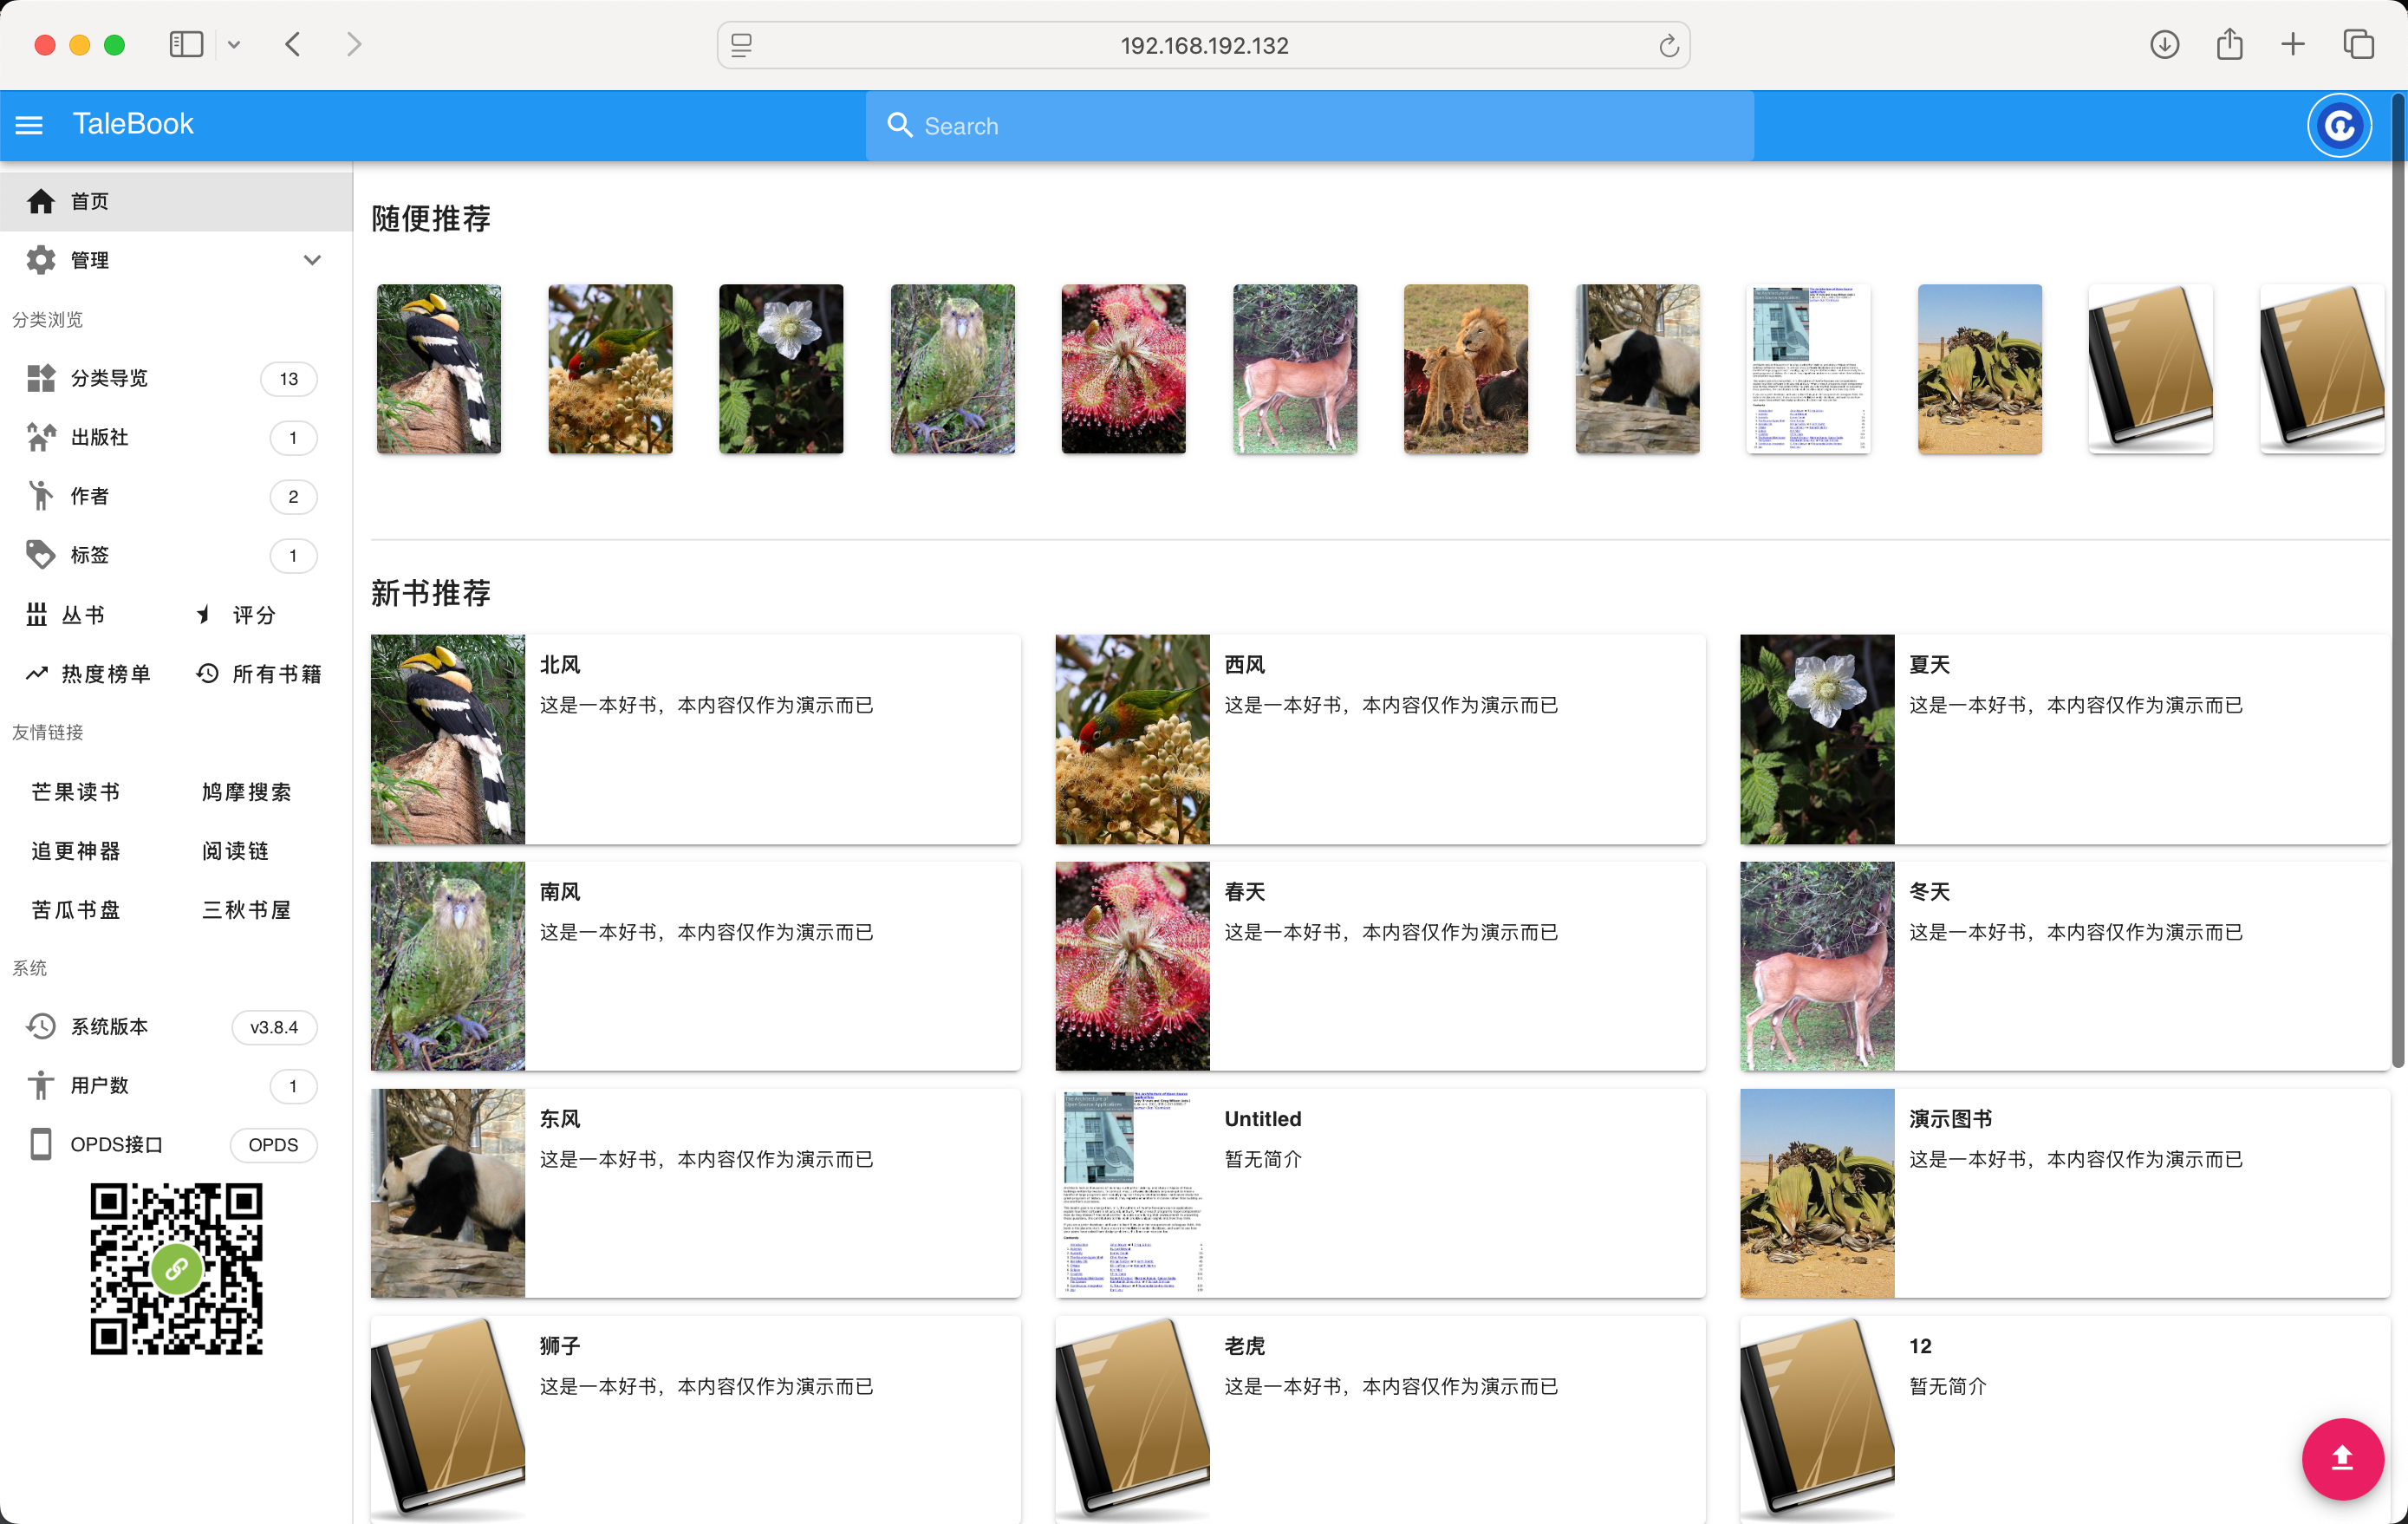 192.168.192.132
TaleBook
Search
首页
管理
分类浏览
分类导览
13
出版社
1
作者
2
标签
1
丛书
评分
热度榜单
所有书籍
友情链接
芒果读书
鸠摩搜索
追更神器
阅读链
苦瓜书盘
三秋书屋
系统
系统版本
v3.8.4
用户数
1
OPDS接口
OPDS
随便推荐
新书推荐
北风
这是一本好书，本内容仅作为演示而已
西风
这是一本好书，本内容仅作为演示而已
夏天
这是一本好书，本内容仅作为演示而已
南风
这是一本好书，本内容仅作为演示而已
春天
这是一本好书，本内容仅作为演示而已
冬天
这是一本好书，本内容仅作为演示而已
东风
这是一本好书，本内容仅作为演示而已
The Architecture of
Open Source Applications
Untitled
暂无简介
演示图书
这是一本好书，本内容仅作为演示而已
狮子
这是一本好书，本内容仅作为演示而已
老虎
这是一本好书，本内容仅作为演示而已
12
暂无简介